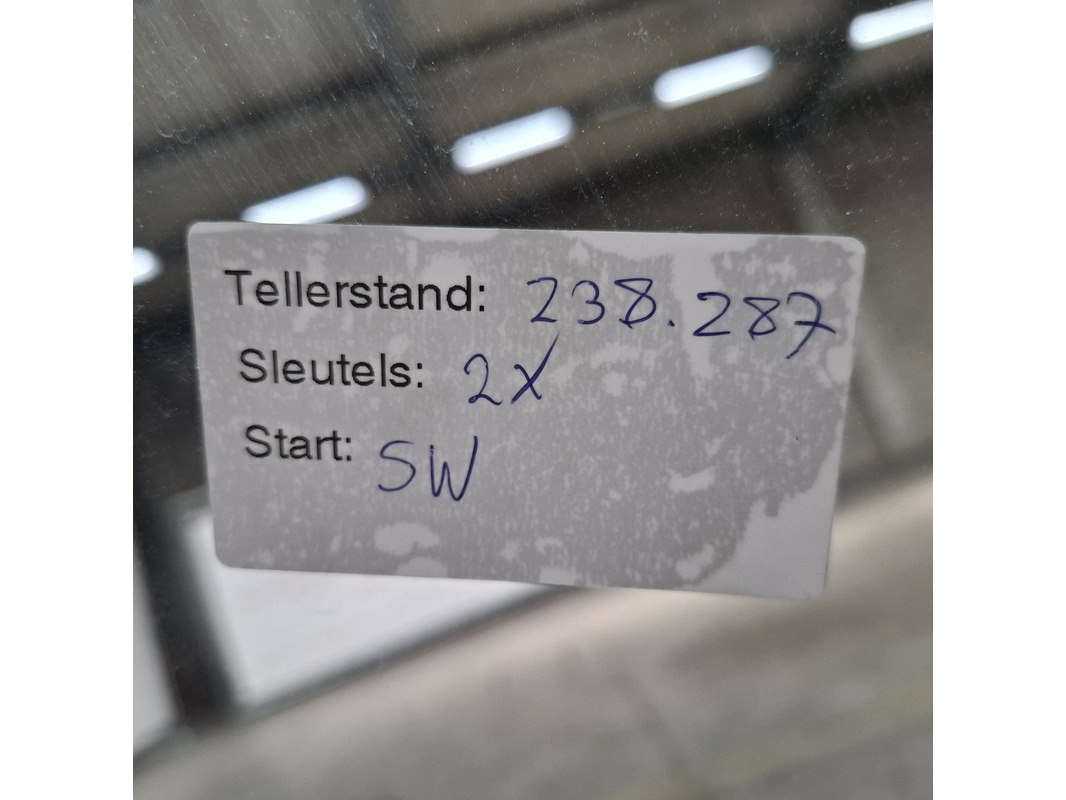 Tellerstand: 238.287
Sleutels: 2x
Start: SW